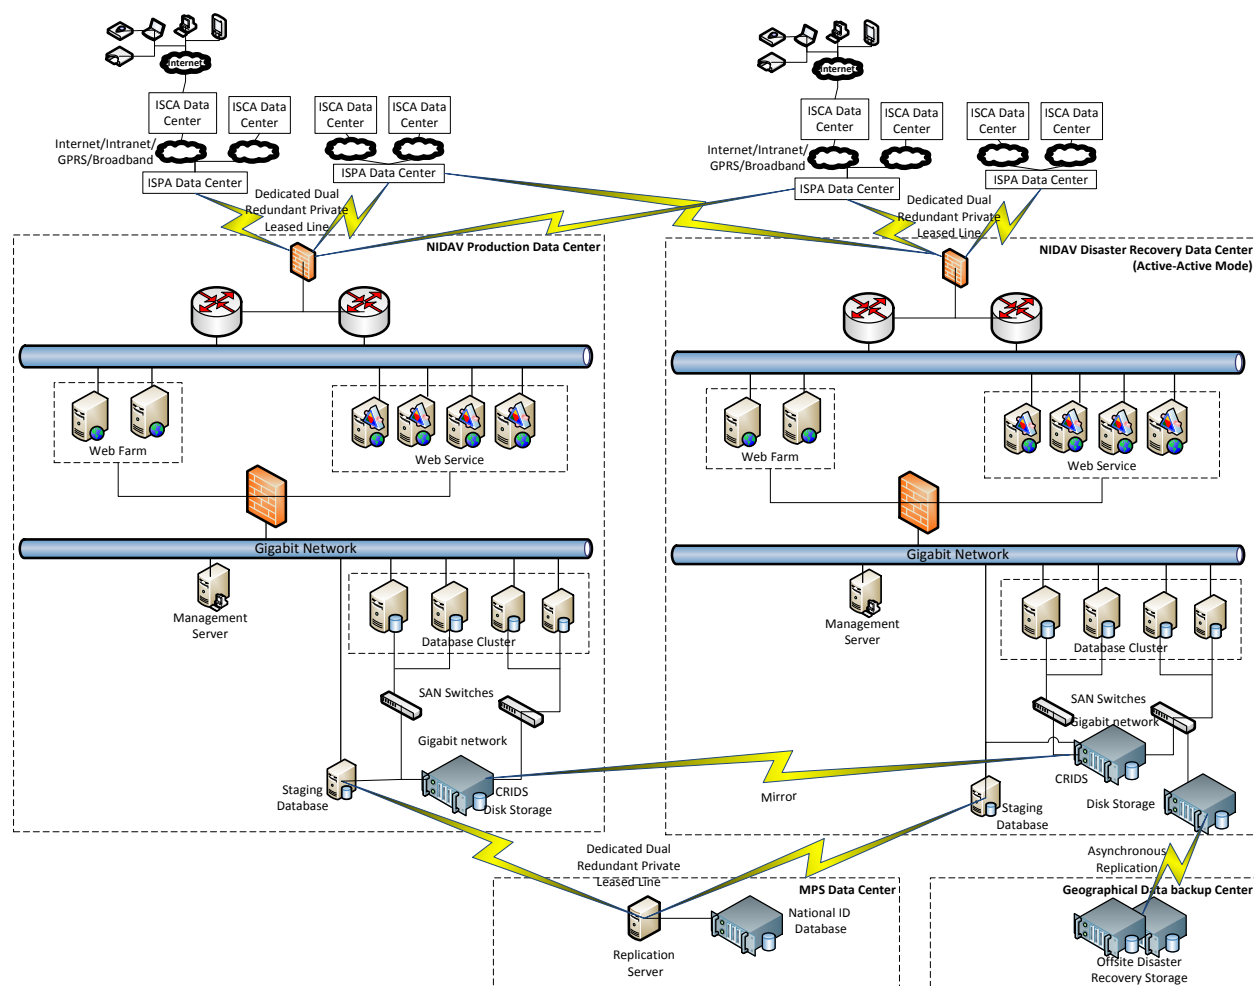 Internet
ISCA Data
Center
ISCA Data
Center
ISCA Data
Center
ISCA Data
Center
Internet/Intranet/
GPRS/Broadband
ISPA Data Center
ISPA Data Center
Dedicated Dual
Redundant Private
Leased Line
Internet
ISCA Data
Center
ISCA Data
Center
ISCA Data
Center
ISCA Data
Center
Internet/Intranet/
GPRS/Broadband
ISPA Data Center
ISPA Data Center
Dedicated Dual
Redundant Private
Leased Line
NIDAV Production Data Center
Web Farm
Web Service
Gigabit Network
Management
Server
Database Cluster
SAN Switches
Gigabit network
Staging
Database
CRIDS
Disk Storage
NIDAV Disaster Recovery Data Center
(Active-Active Mode)
Web Farm
Web Service
Gigabit Network
Management
Server
Database Cluster
SAN Switches
Gigabit network
CRIDS
Disk Storage
Staging
Database
Mirror
Dedicated Dual
Redundant Private
Leased Line
Asynchronous
Replication
MPS Data Center
Replication
Server
National ID
Database
Geographical Data backup Center
Offsite Disaster
Recovery Storage